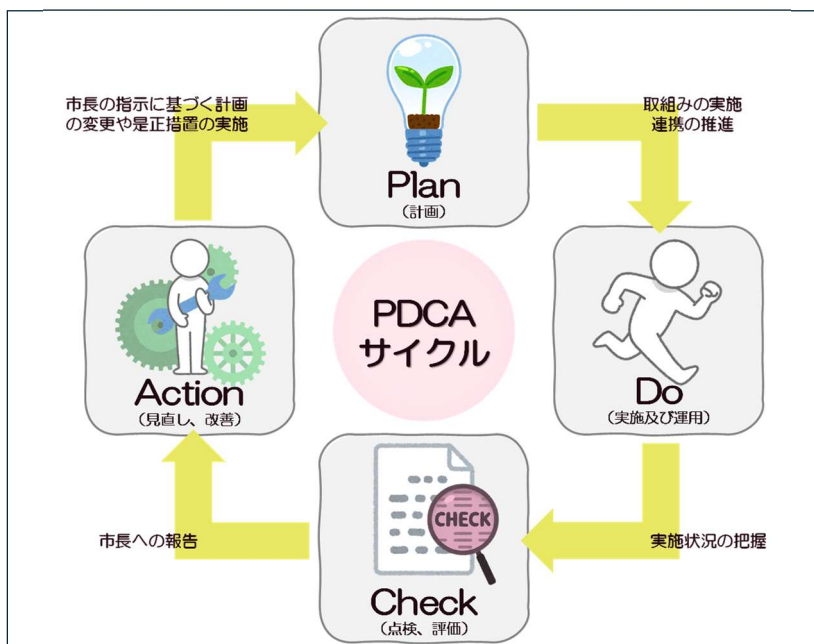 市長の指示に基づく計画
の変更や是正措置の実施
Plan
(計画)
取組みの実施
連携の推進
Action
(見直し、改善)
PDCA
サイクル
Do
(実施及び運用)
市長への報告
CHECK
Check
(点検、評価)
実施状況の把握